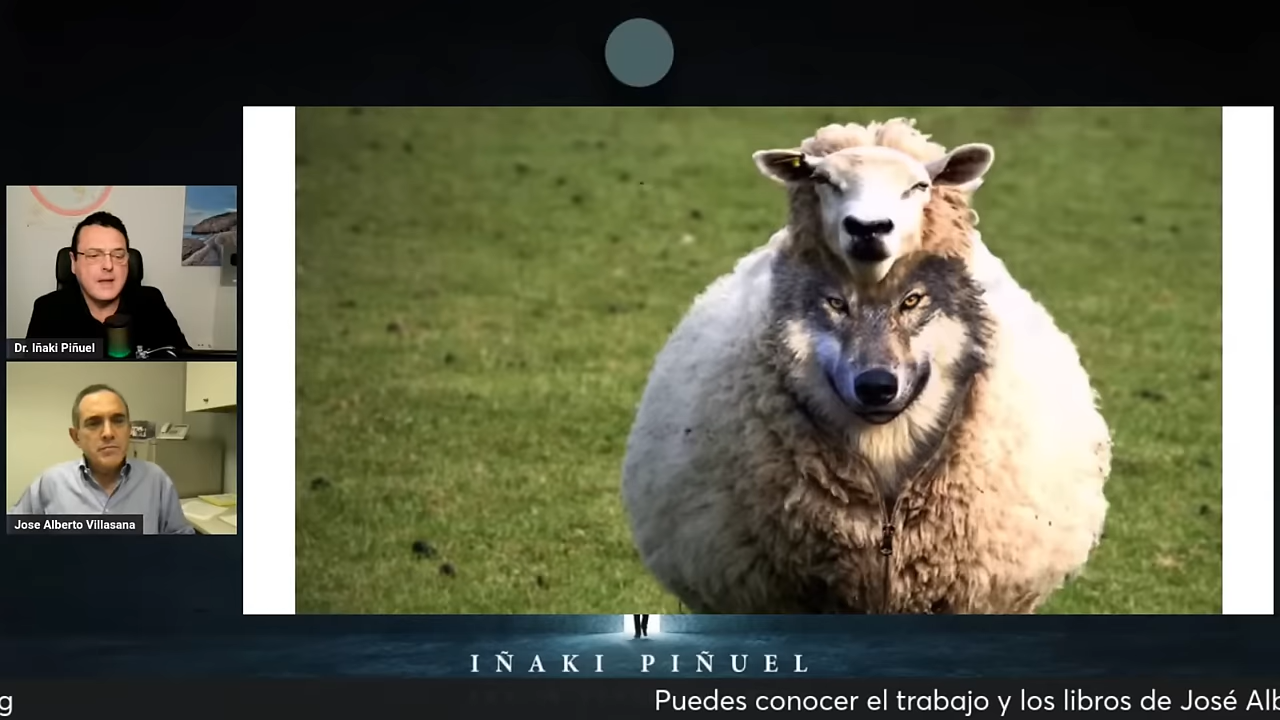 Dr. Iñaki Piñuel
Jose Alberto Villasana
IÑAKI PIÑUEL
g
Puedes conocer el trabajo y los libros de José Alb